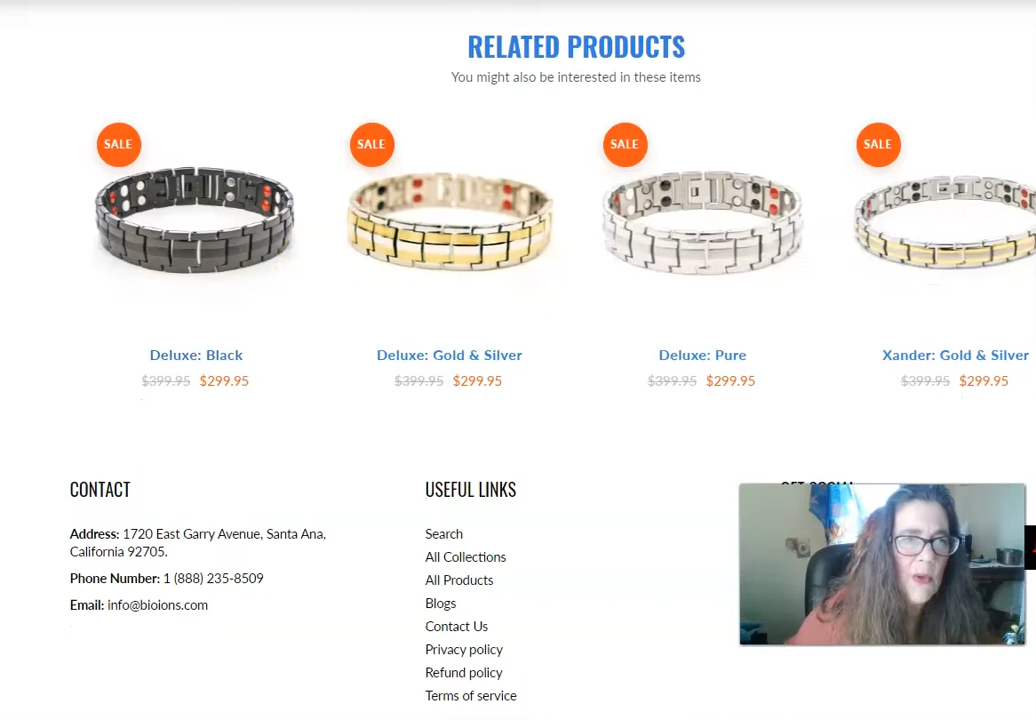 RELATED PRODUCTS
You might also be interested in these items
SALE
SALE
SALE
SALE
Deluxe: Black
Deluxe: Gold & Silver
Deluxe: Pure
Xander: Gold & Silver
$399.95 $299.95
$399.95 $299.95
$399.95 $299.95
$399.95 $299.95
CONTACT
Address: 1720 East Garry Avenue, Santa Ana,
California 92705.
Phone Number: 1 (888) 235-8509
Email: info@bioions.com
USEFUL LINKS
Search
All Collections
All Products
Blogs
Contact Us
Privacy policy
Refund policy
Terms of service
GET SOCIAL